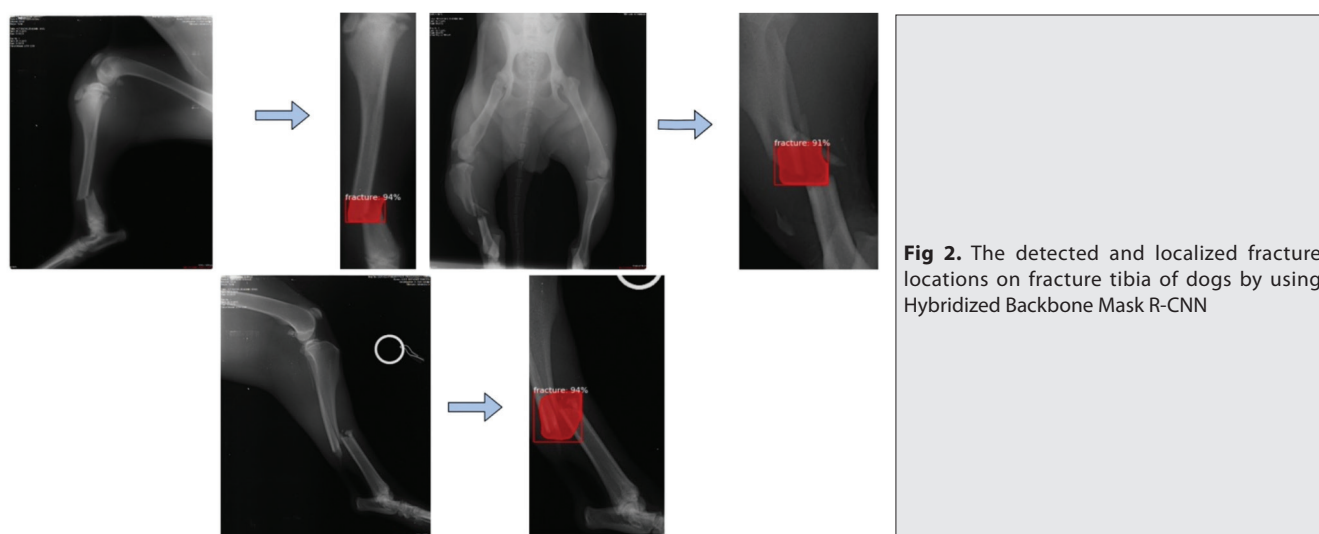 fracture: 94%
fracture: 91%
fracture: 94%
Fig 2. The detected and localized fracture
locations on fracture tibia of dogs by using
Hybridized Backbone Mask R-CNN